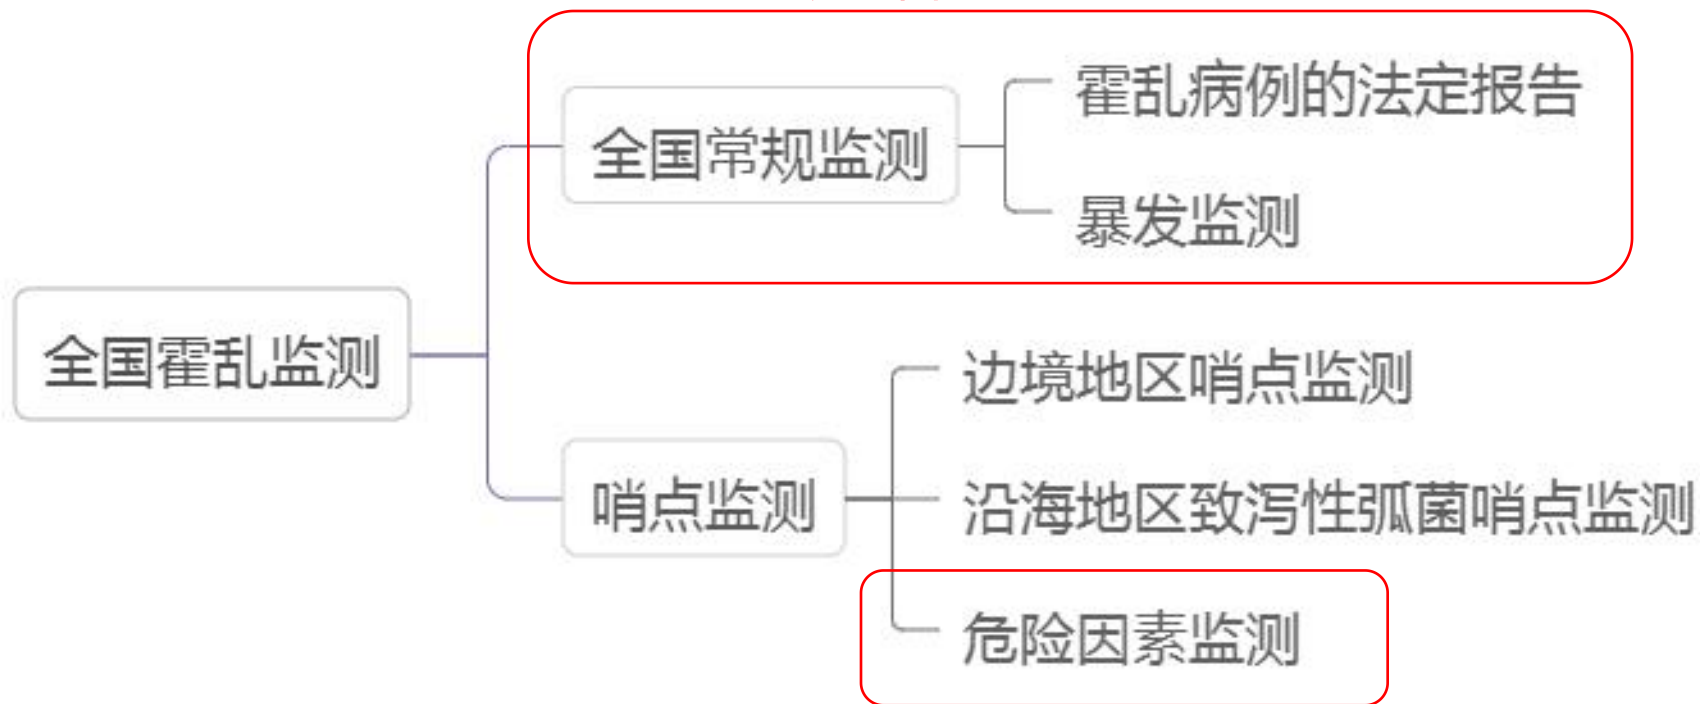 全国霍乱监测
全国常规监测
霍乱病例的法定报告
暴发监测
哨点监测
边境地区哨点监测
沿海地区致泻性弧菌哨点监测
危险因素监测